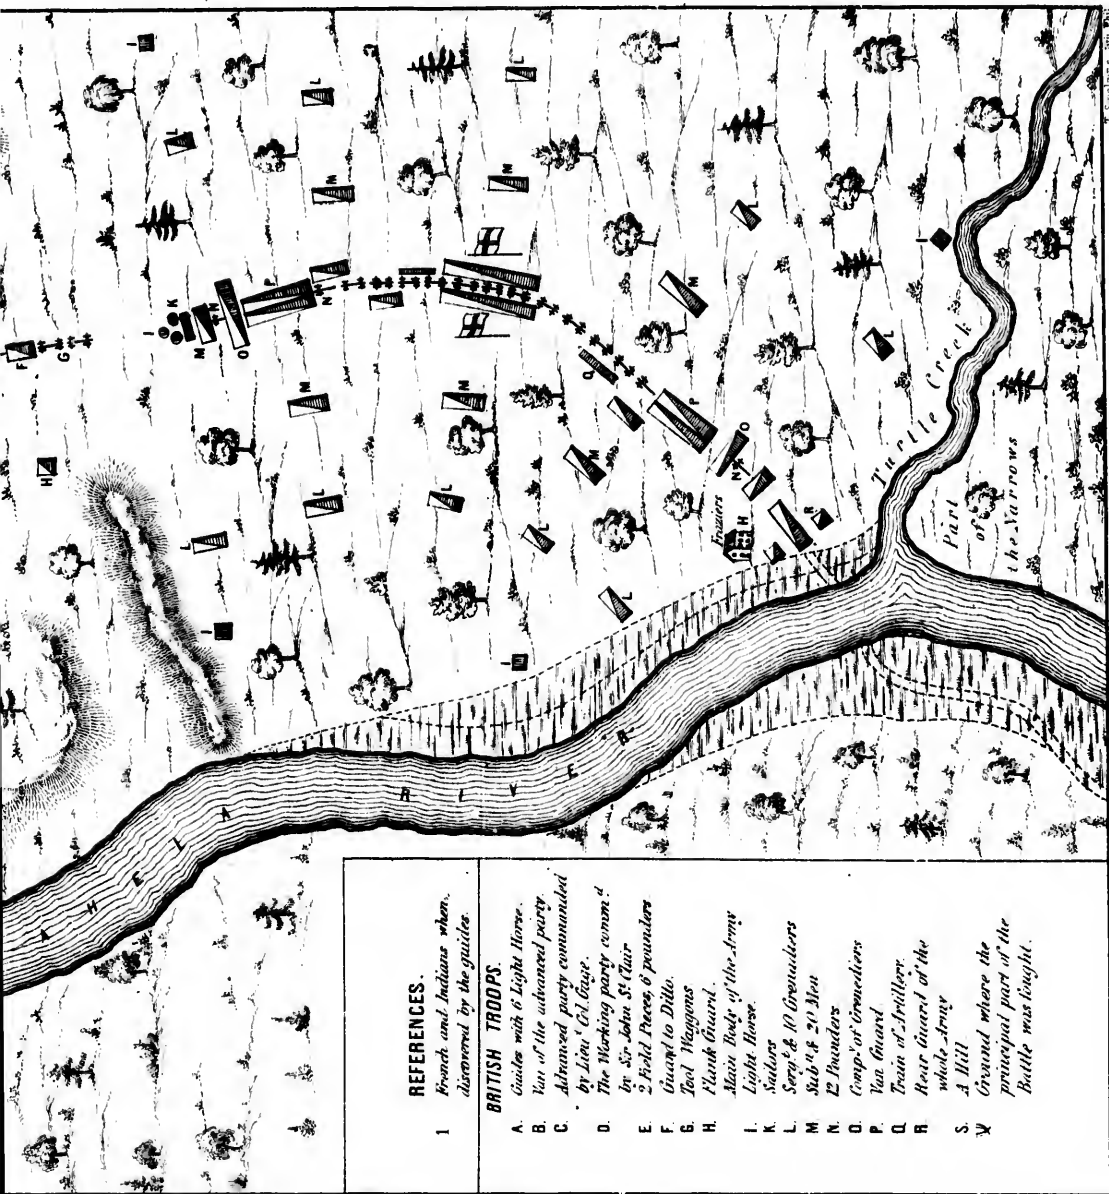 REFERENCES.
1 French and Indians when,
discovered by the guides.
BRITISH TROOPS.
A. Guides with 6 Light Horse.
B. Van of the advanced party
C. Advanced party commanded
by Lieut' Col. Gage.
D. The Working party comm.d
by Sir John St Clair
E. 2 Field Pieces, 6 pounders
F. Guard to Ditto.
G. Tool Waggons
H. Flank Guard.
Main Body of the Army
I. Light Horse
K. Sailors
L. Serg.t & 10 Grenadiers
M. Sub.n & 20 Men
N. 12 Pounders
O. Comp.y of Grenediers
P. Van Guard
Q. Train of Artillery.
R. Rear Guard of the
whole Army
S. A Hill
Ground where the
principal part of the
Battle was fought.
A H E L A R I V E R
Turtle Creek
Part
of
the Narrows
Frazers
H
F
G
I
K
M
N
O
P
N
Q
P
O
N
R
H
I
I
I
I
L
L
L
L
L
L
L
L
L
L
L
M
M
M
M
M
M